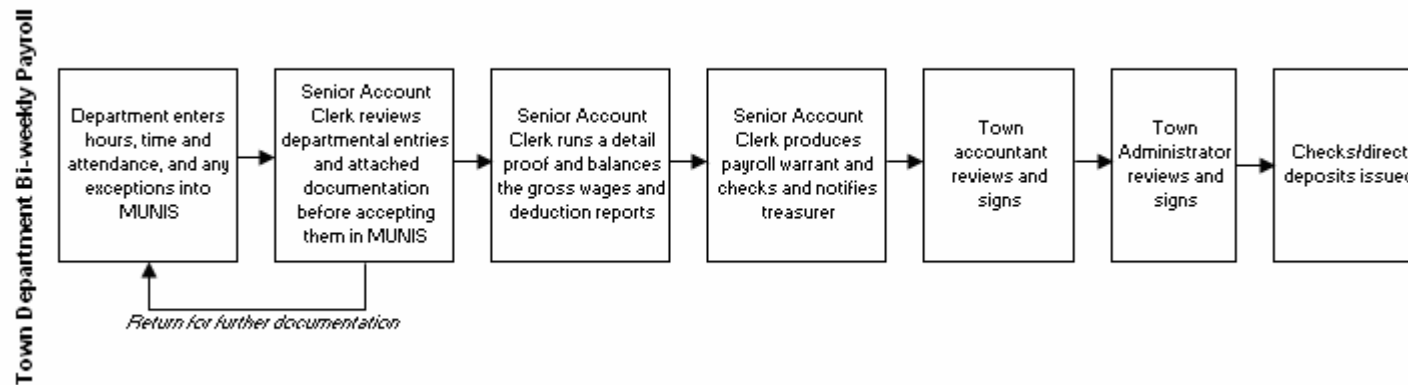 Town Department Bi-weekly Payroll
Department enters
hours, time and
attendance, and any
exceptions into
MUNIS
Senior Account
Clerk reviews
departmental entries
and attached
documentation
before accepting
them in MUNIS
Senior Account
Clerk runs a detail
proof and balances
the gross wages and
deduction reports
Senior Account
Clerk produces
payroll warrant and
checks and notifies
treasurer
Town
accountant
reviews and
signs
Town
Administrator
reviews and
signs
Checks/direct
deposits issued
Return for further documentation